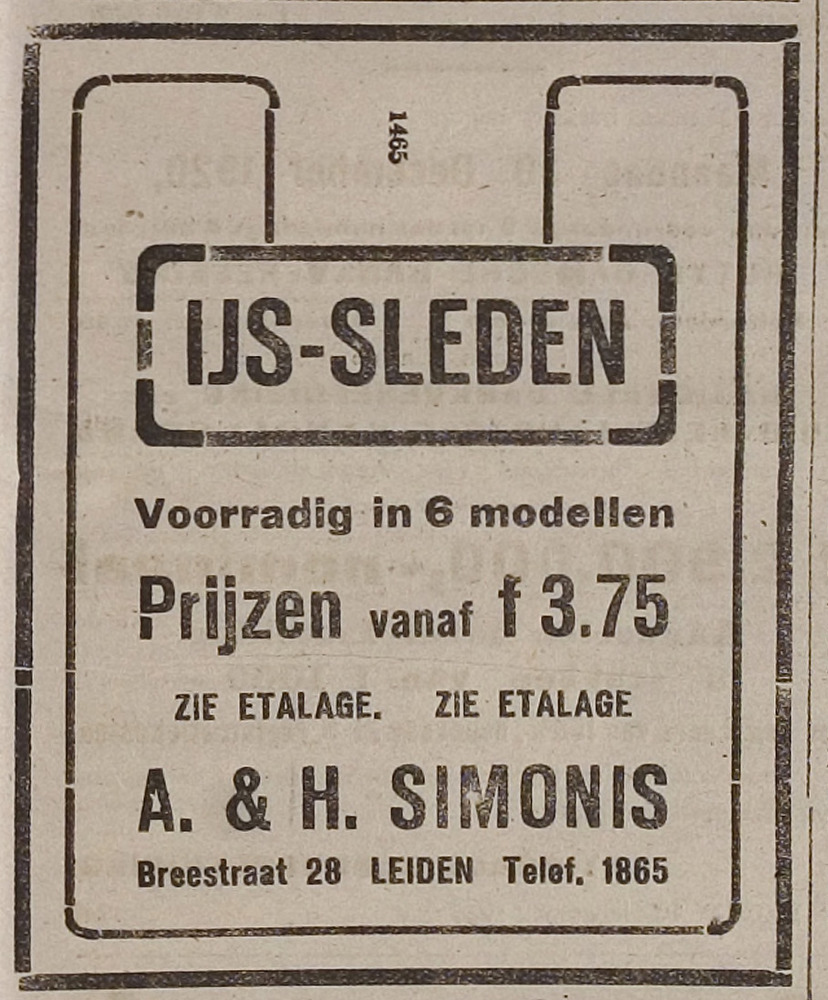 1465
IJS-SLEDEN
Voorradig in 6 modellen
Prijzen vanaf f 3.75
ZIE ETALAGE. ZIE ETALAGE
A. & H. SIMONIS
Breestraat 28 LEIDEN Telef. 1865